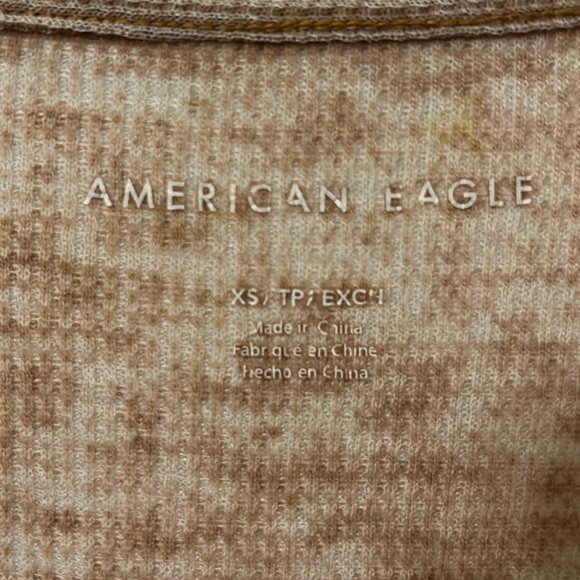 AMERICAN EAGLE
XS / TP / EXCH
Made in China
Fabriqué en Chine
Hecho en China